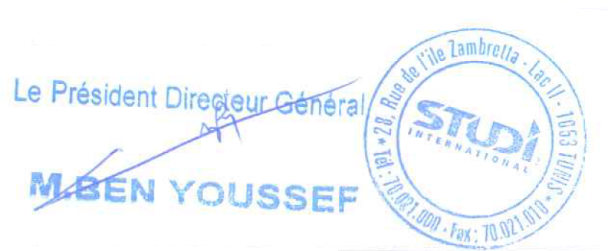 Le Président Directeur Général
M.BEN YOUSSEF
28, Rue de l'île Zambretta - Lac II - 1053 TUNIS * Tél : 70.021.000 - Fax : 70.021.010 *
STUDI
INTERNATIONAL